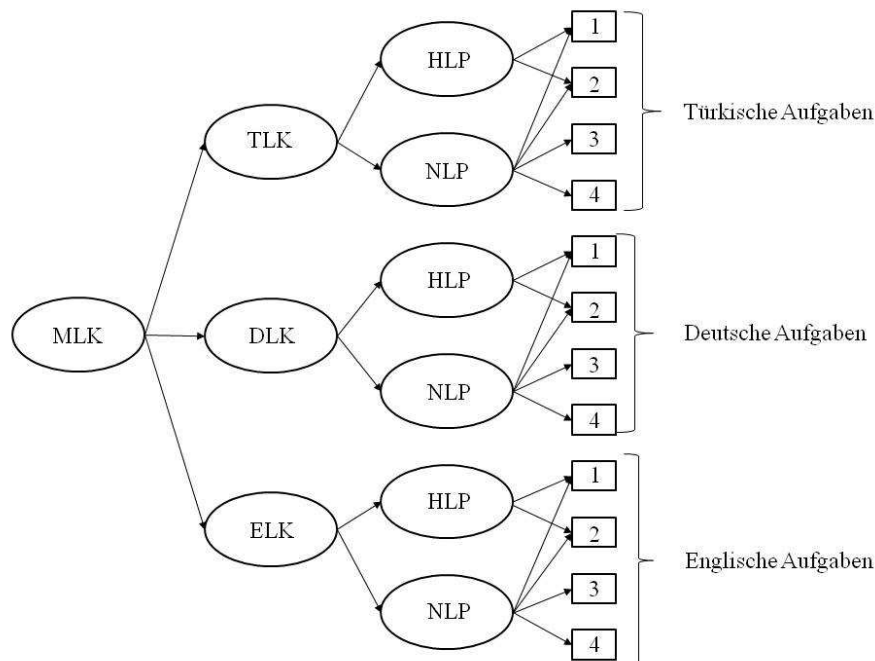 HLP
1
2
TLK
Türkische Aufgaben
NLP
3
4
HLP
1
2
MLK
DLK
Deutsche Aufgaben
NLP
3
4
HLP
1
2
ELK
Englische Aufgaben
NLP
3
4